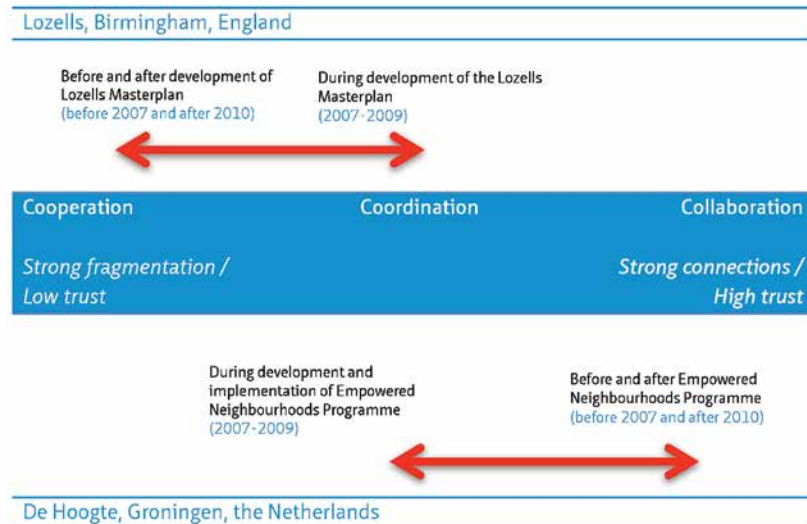 Lozells, Birmingham, England
Before and after development of
Lozells Masterplan
(before 2007 and after 2010)
During development of the Lozells
Masterplan
(2007-2009)
Cooperation
Coordination
Collaboration
Strong fragmentation /
Low trust
Strong connections /
High trust
During development and
implementation of Empowered
Neighbourhoods Programme
(2007-2009)
Before and after Empowered
Neighbourhoods Programme
(before 2007 and after 2010)
De Hoogte, Groningen, the Netherlands